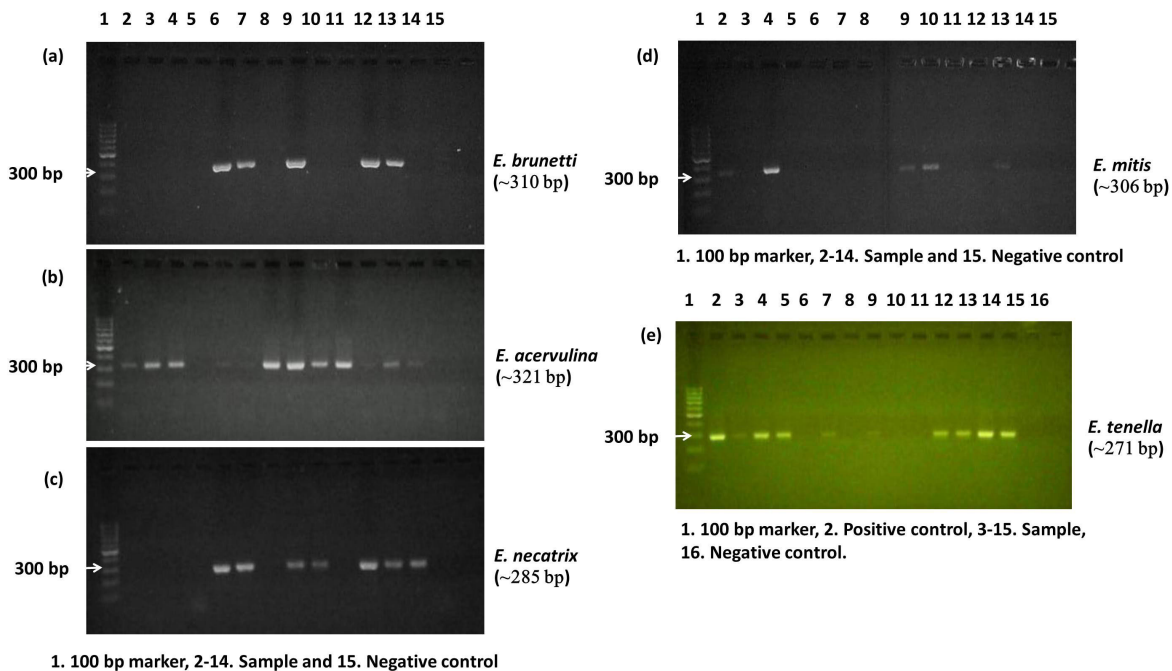 1 2 3 4 5 6 7 8 9 10 11 12 13 14 15
(a)
300 bp
E. brunetti
(~310 bp)
(b)
300 bp
E. acervulina
(~321 bp)
(c)
300 bp
E. necatrix
(~285 bp)
1. 100 bp marker, 2-14. Sample and 15. Negative control
1 2 3 4 5 6 7 8 9 10 11 12 13 14 15
(d)
300 bp
E. mitis
(~306 bp)
1. 100 bp marker, 2-14. Sample and 15. Negative control
1 2 3 4 5 6 7 8 9 10 11 12 13 14 15 16
(e)
300 bp
E. tenella
(~271 bp)
1. 100 bp marker, 2. Positive control, 3-15. Sample,
16. Negative control.